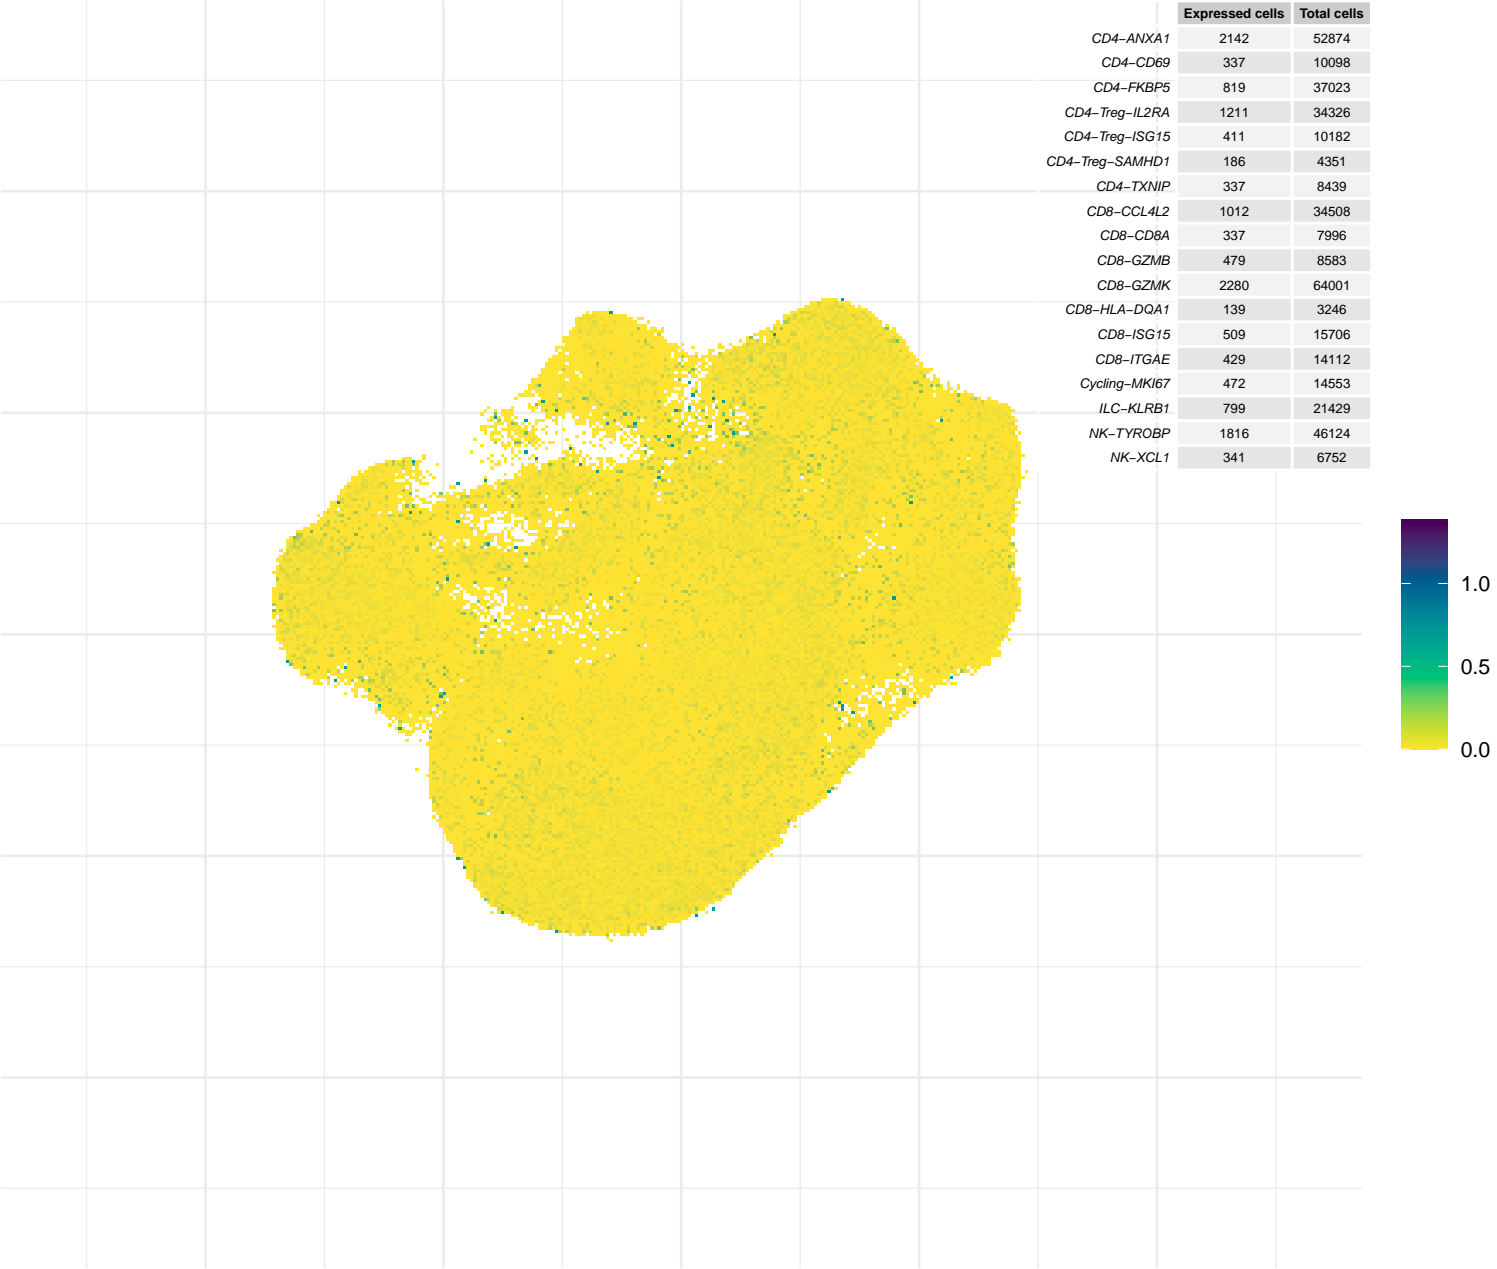 Expressed cells Total cells
CD4−ANXA1 2142 52874
CD4−CD69 337 10098
CD4−FKBP5 819 37023
CD4−Treg−IL2RA 1211 34326
CD4−Treg−ISG15 411 10182
CD4−Treg−SAMHD1 186 4351
CD4−TXNIP 337 8439
CD8−CCL4L2 1012 34508
CD8−CD8A 337 7996
CD8−GZMB 479 8583
CD8−GZMK 2280 64001
CD8−HLA−DQA1 139 3246
CD8−ISG15 509 15706
CD8−ITGAE 429 14112
Cycling−MKI67 472 14553
ILC−KLRB1 799 21429
NK−TYROBP 1816 46124
NK−XCL1 341 6752
1.0
0.5
0.0